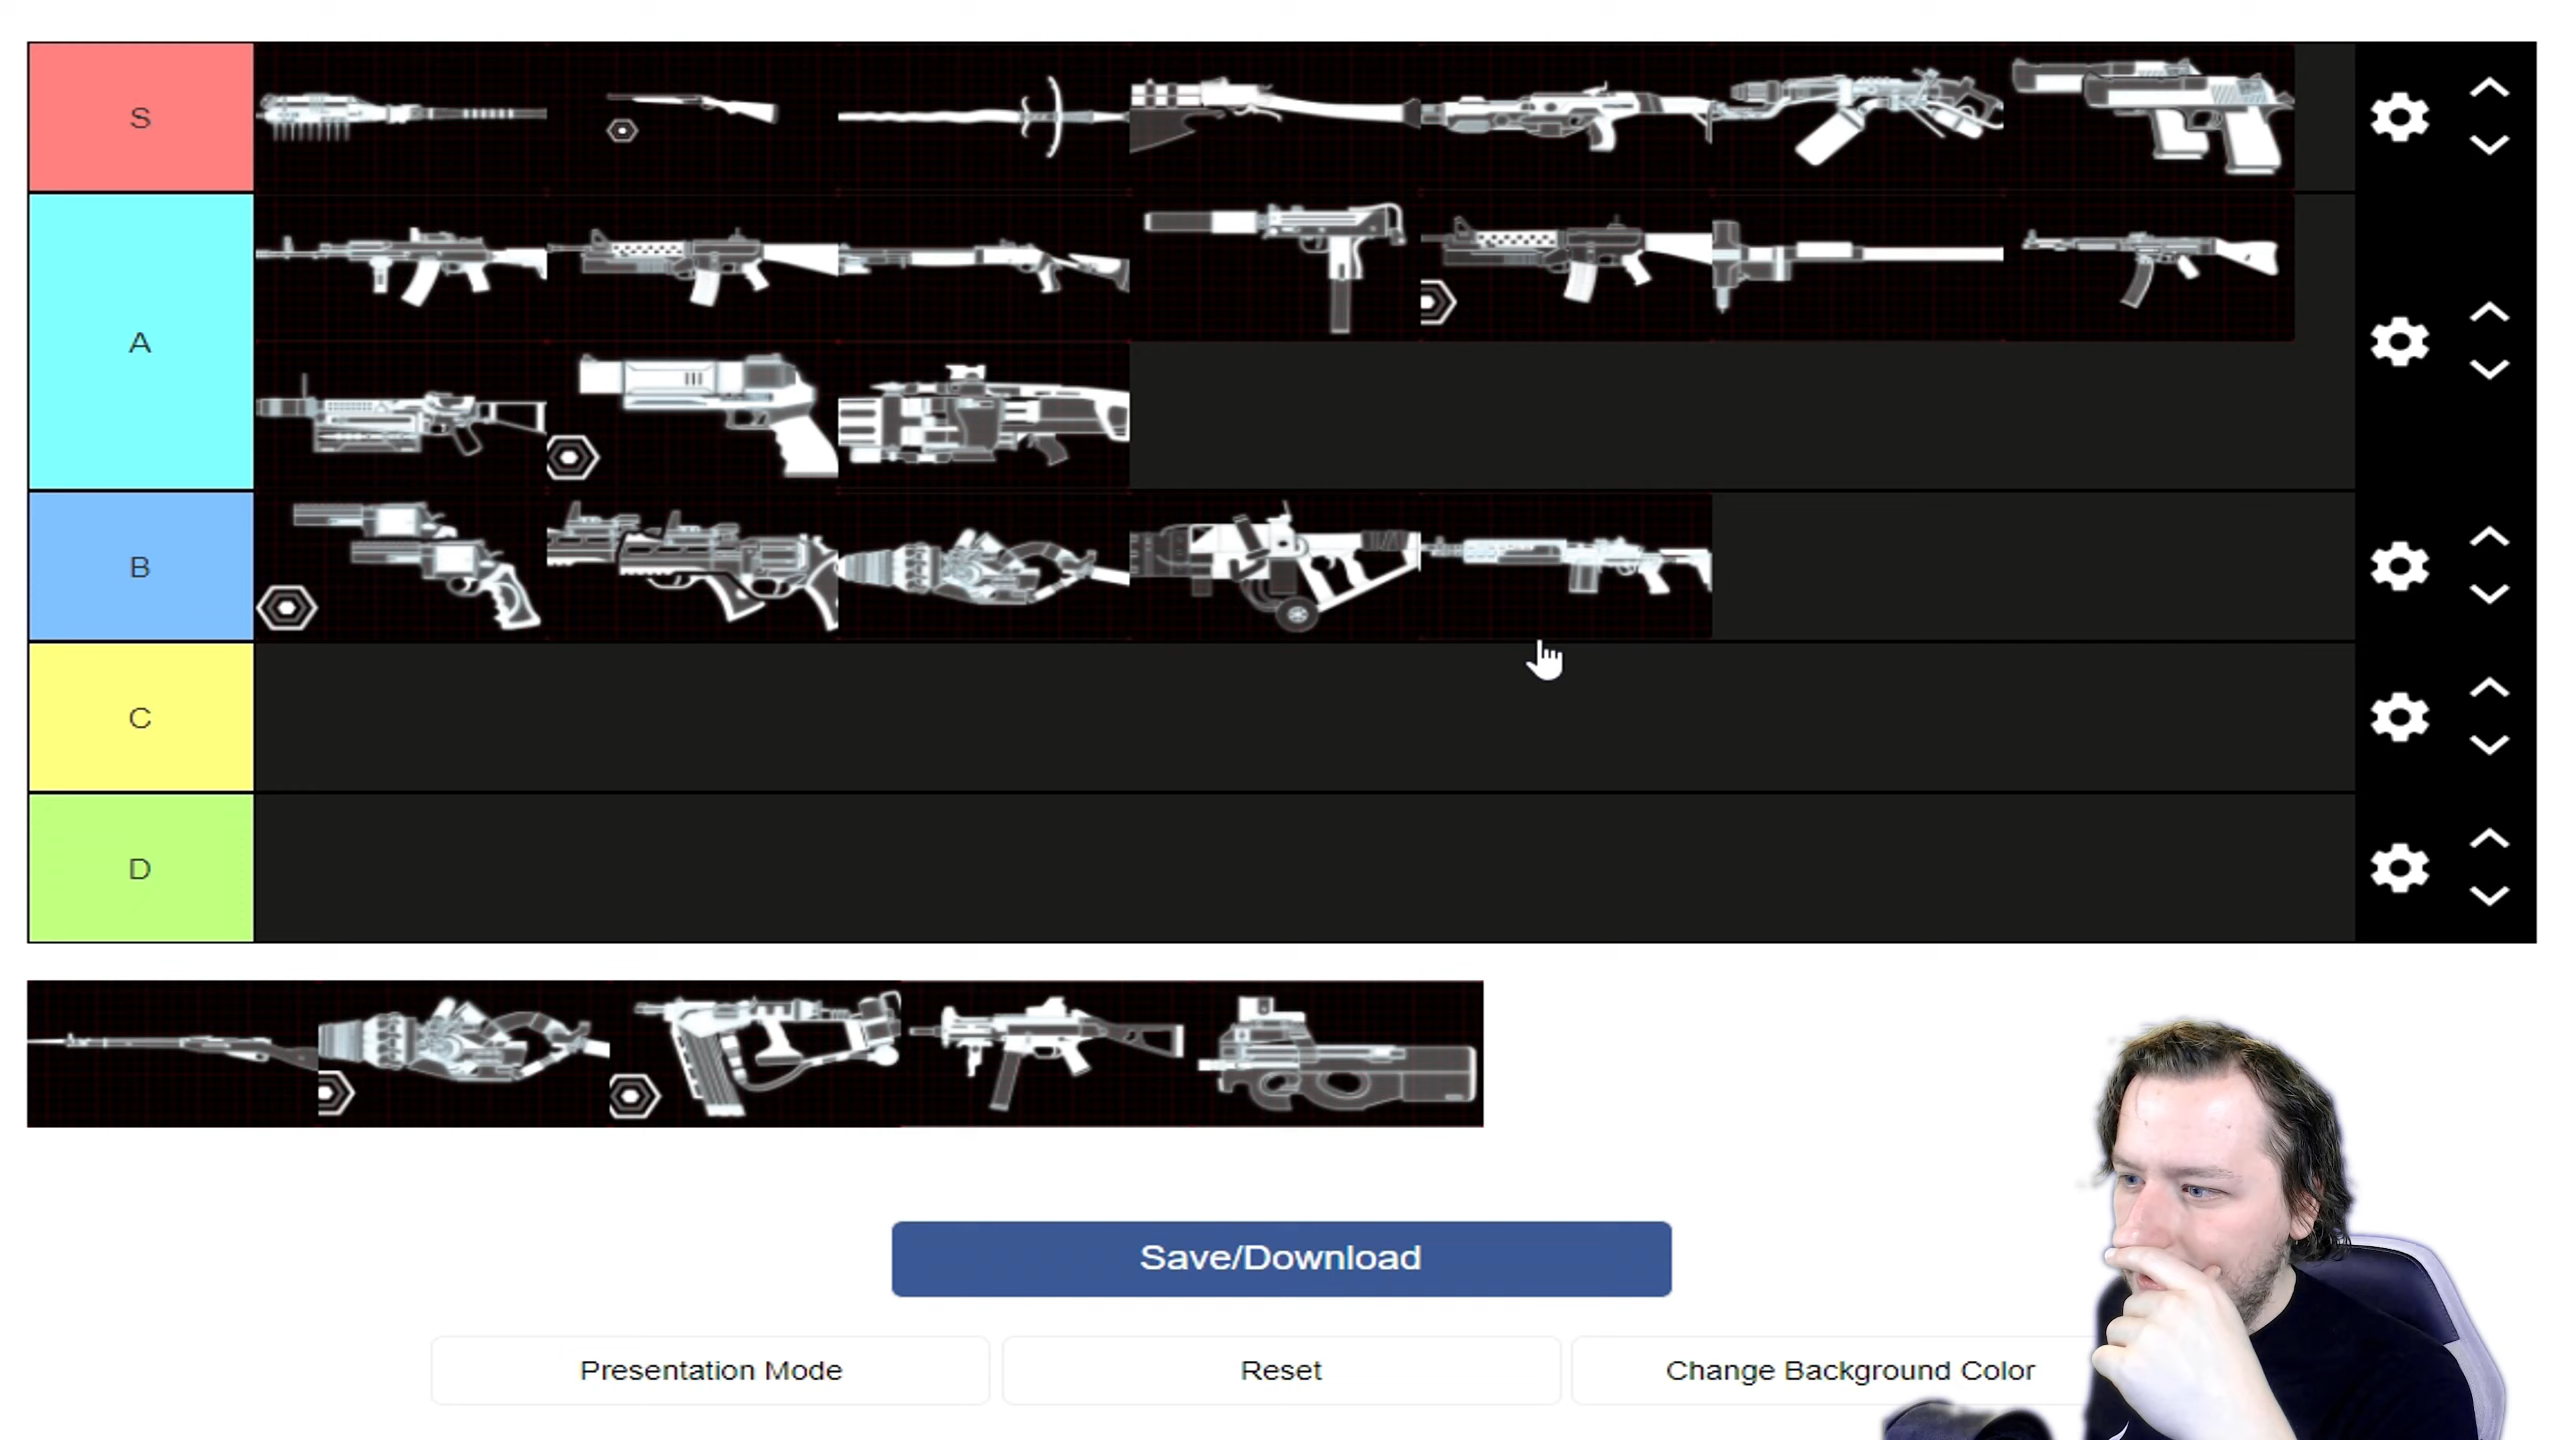 S
A
B
C
D
Save/Download
Presentation Mode
Reset
Change Background Color